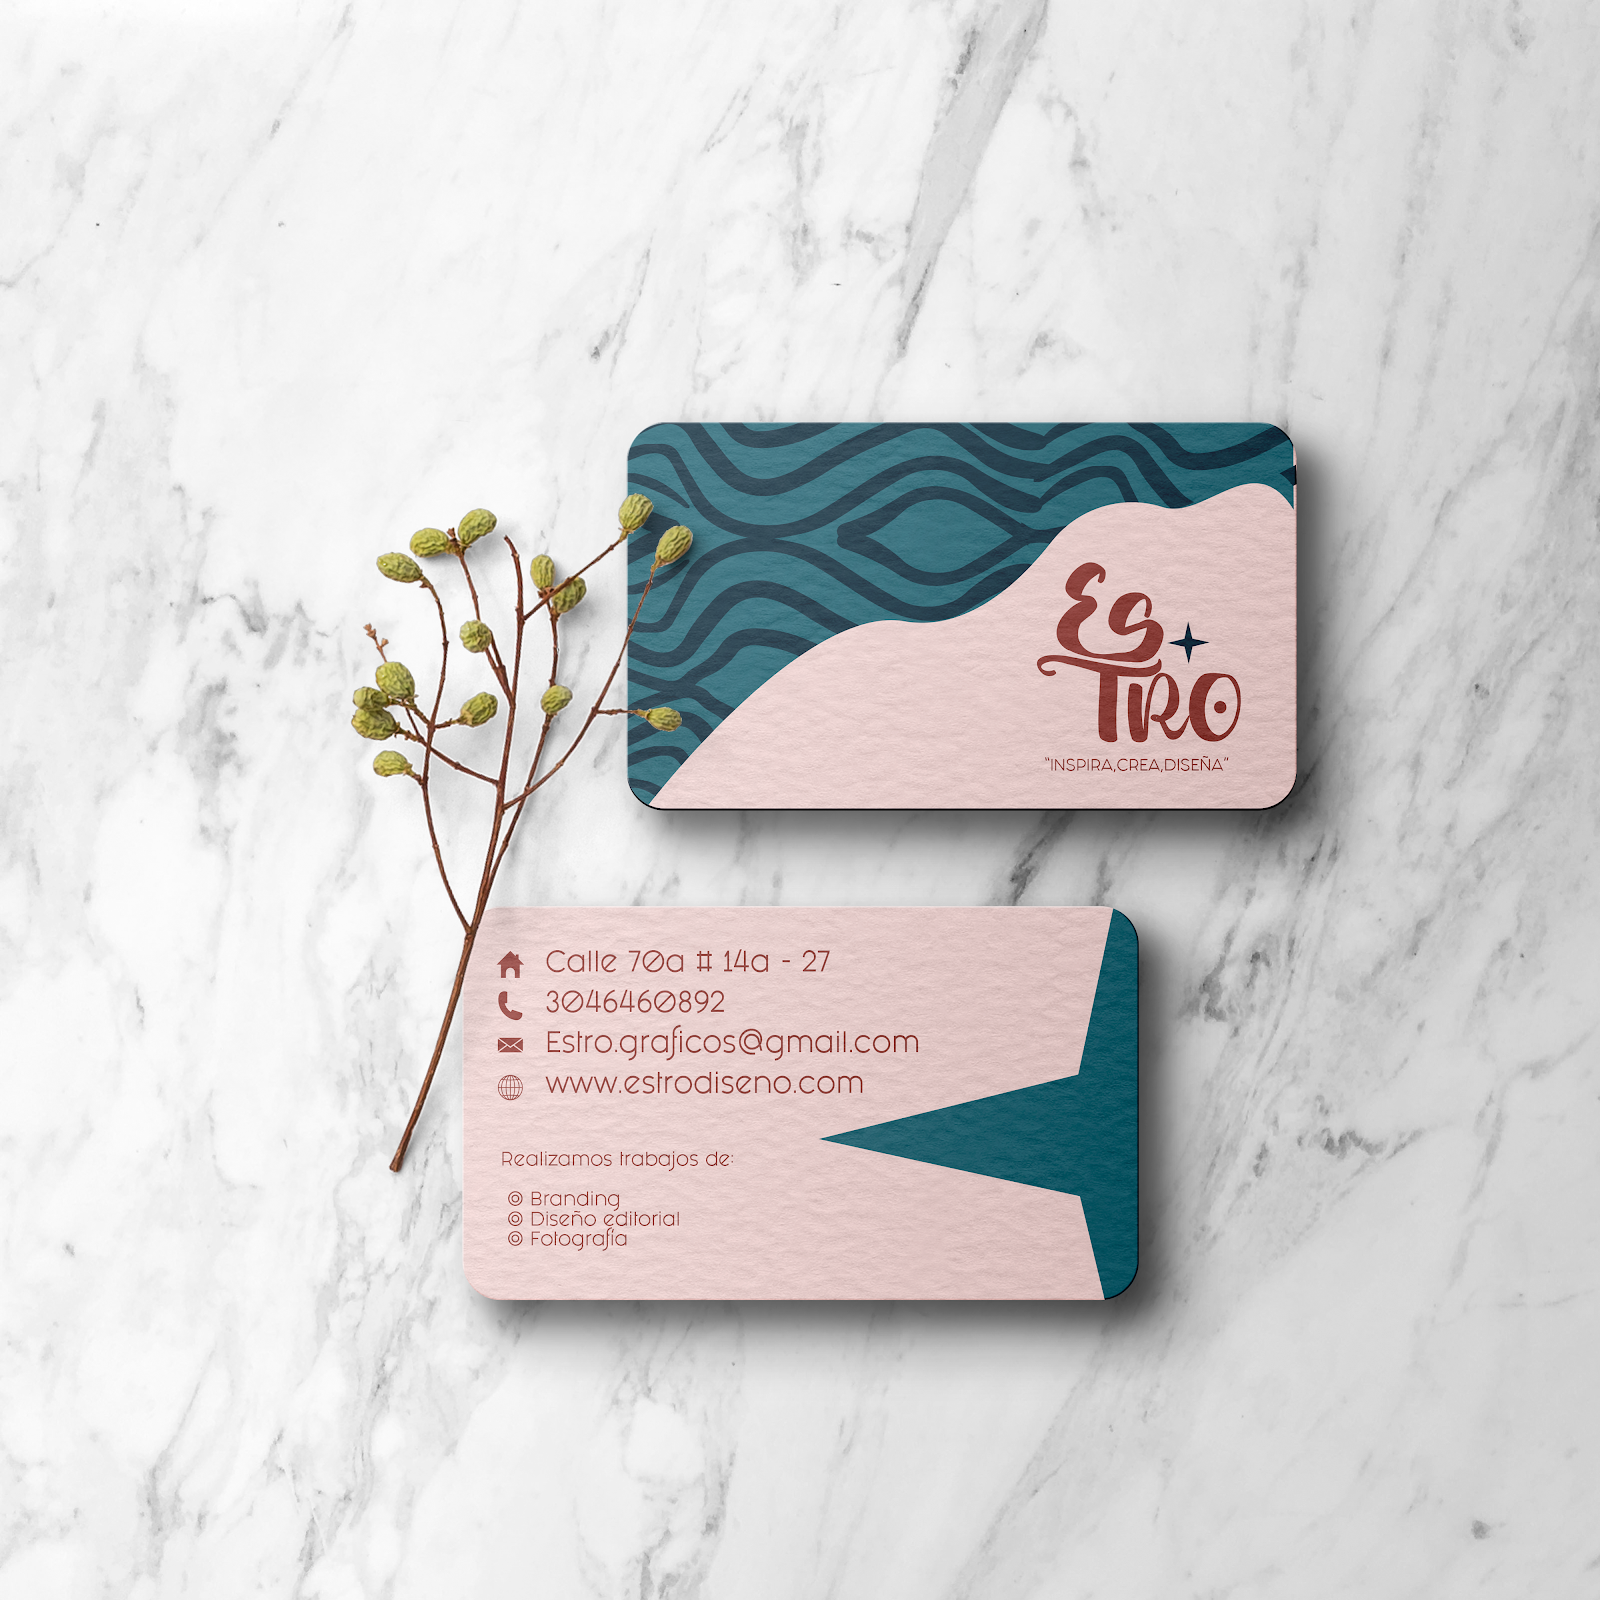 Es
TRO
"INSPIRA,CREA,DISEÑA"
Calle 70a # 14a - 27
3046460892
Estro.graficos@gmail.com
www.estrodiseno.com
Realizamos trabajos de:
Branding
Diseño editorial
Fotografía